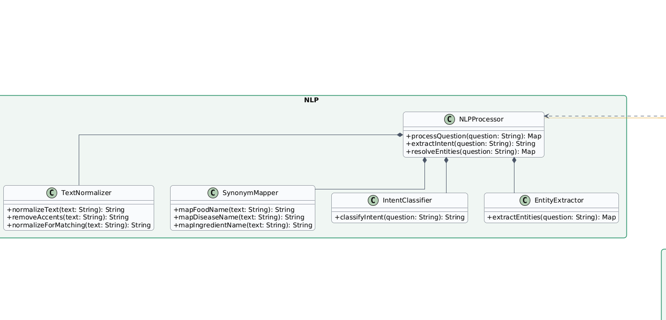 NLP
C NLPProcessor
+processQuestion(question: String): Map
+extractIntent(question: String): String
+resolveEntities(question: String): Map
C TextNormalizer
+normalizeText(text: String): String
+removeAccents(text: String): String
+normalizeForMatching(text: String): String
C SynonymMapper
+mapFoodName(text: String): String
+mapDiseaseName(text: String): String
+mapIngredientName(text: String): String
C IntentClassifier
+classifyIntent(question: String): String
C EntityExtractor
+extractEntities(question: String): Map